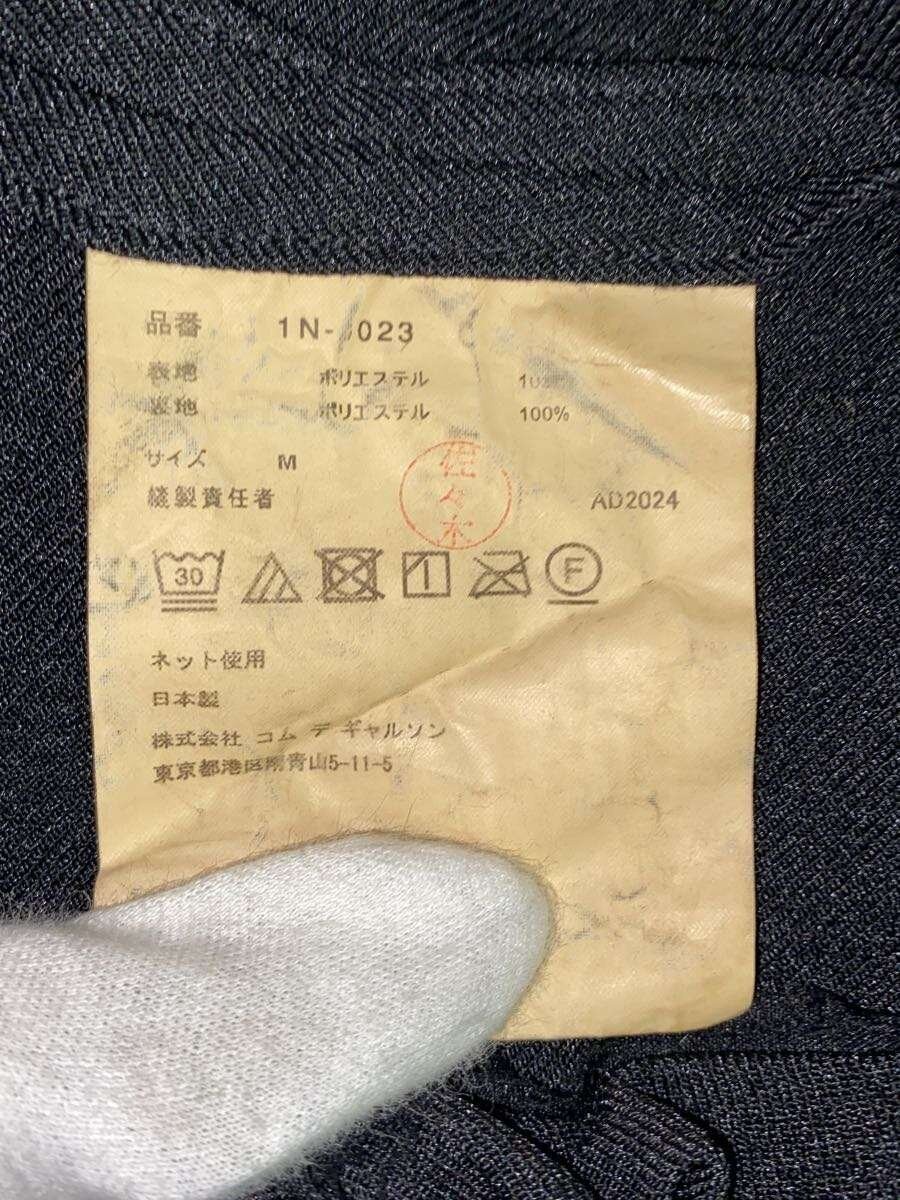 品番 1N- 023
表地 ポリエステル
裏地 ポリエステル 100%
サイズ M
佐々木
縫製責任者 AD2024
30 F
ネット使用
日本製
株式会社 コム デ ギャルソン
東京都港区南青山5-11-5